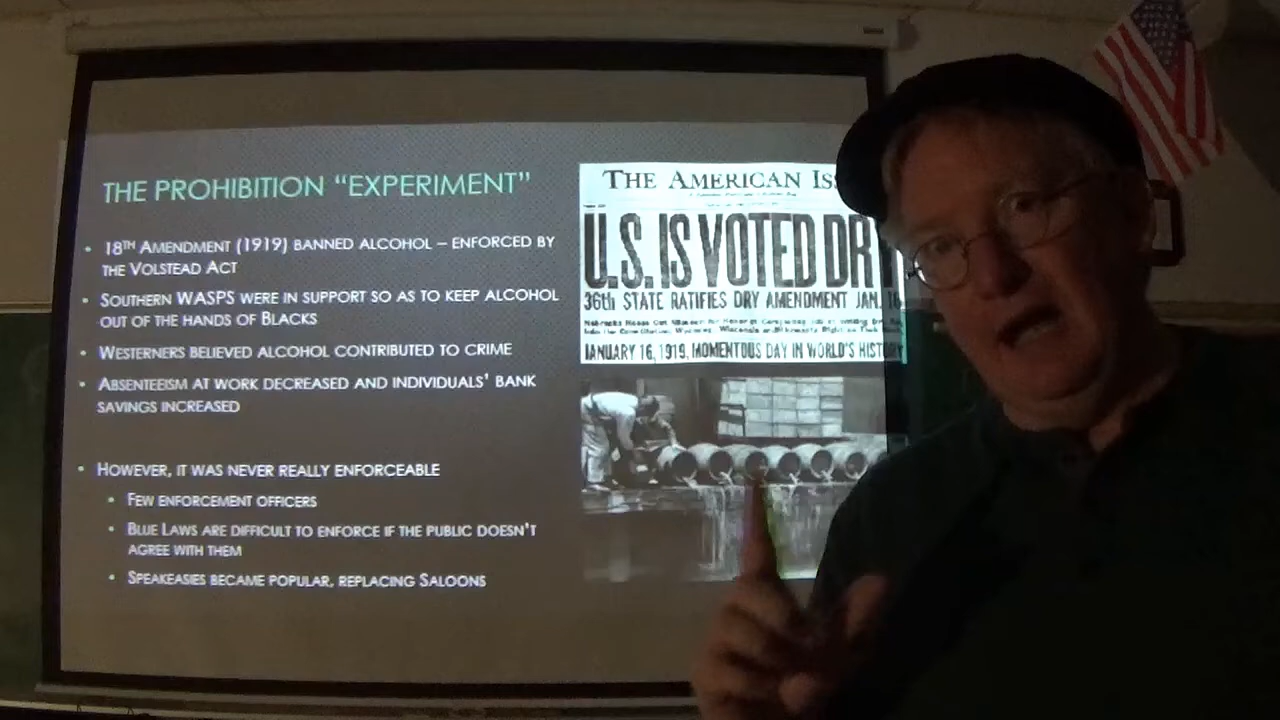 THE PROHIBITION “EXPERIMENT”
• 18TH AMENDMENT (1919) BANNED ALCOHOL – ENFORCED BY
THE VOLSTEAD ACT
• SOUTHERN WASPS WERE IN SUPPORT SO AS TO KEEP ALCOHOL
OUT OF THE HANDS OF BLACKS
• WESTERNERS BELIEVED ALCOHOL CONTRIBUTED TO CRIME
• ABSENTEEISM AT WORK DECREASED AND INDIVIDUALS’ BANK
SAVINGS INCREASED
• HOWEVER, IT WAS NEVER REALLY ENFORCEABLE
• FEW ENFORCEMENT OFFICERS
• BLUE LAWS ARE DIFFICULT TO ENFORCE IF THE PUBLIC DOESN’T
AGREE WITH THEM
• SPEAKEASIES BECAME POPULAR, REPLACING SALOONS
THE AMERICAN
U.S. IS VOTED DRY
36th STATE RATIFIES DRY AMENDMENT JAN. 16
JANUARY 16, 1919, MOMENTOUS DAY IN WORLD'S HISTORY